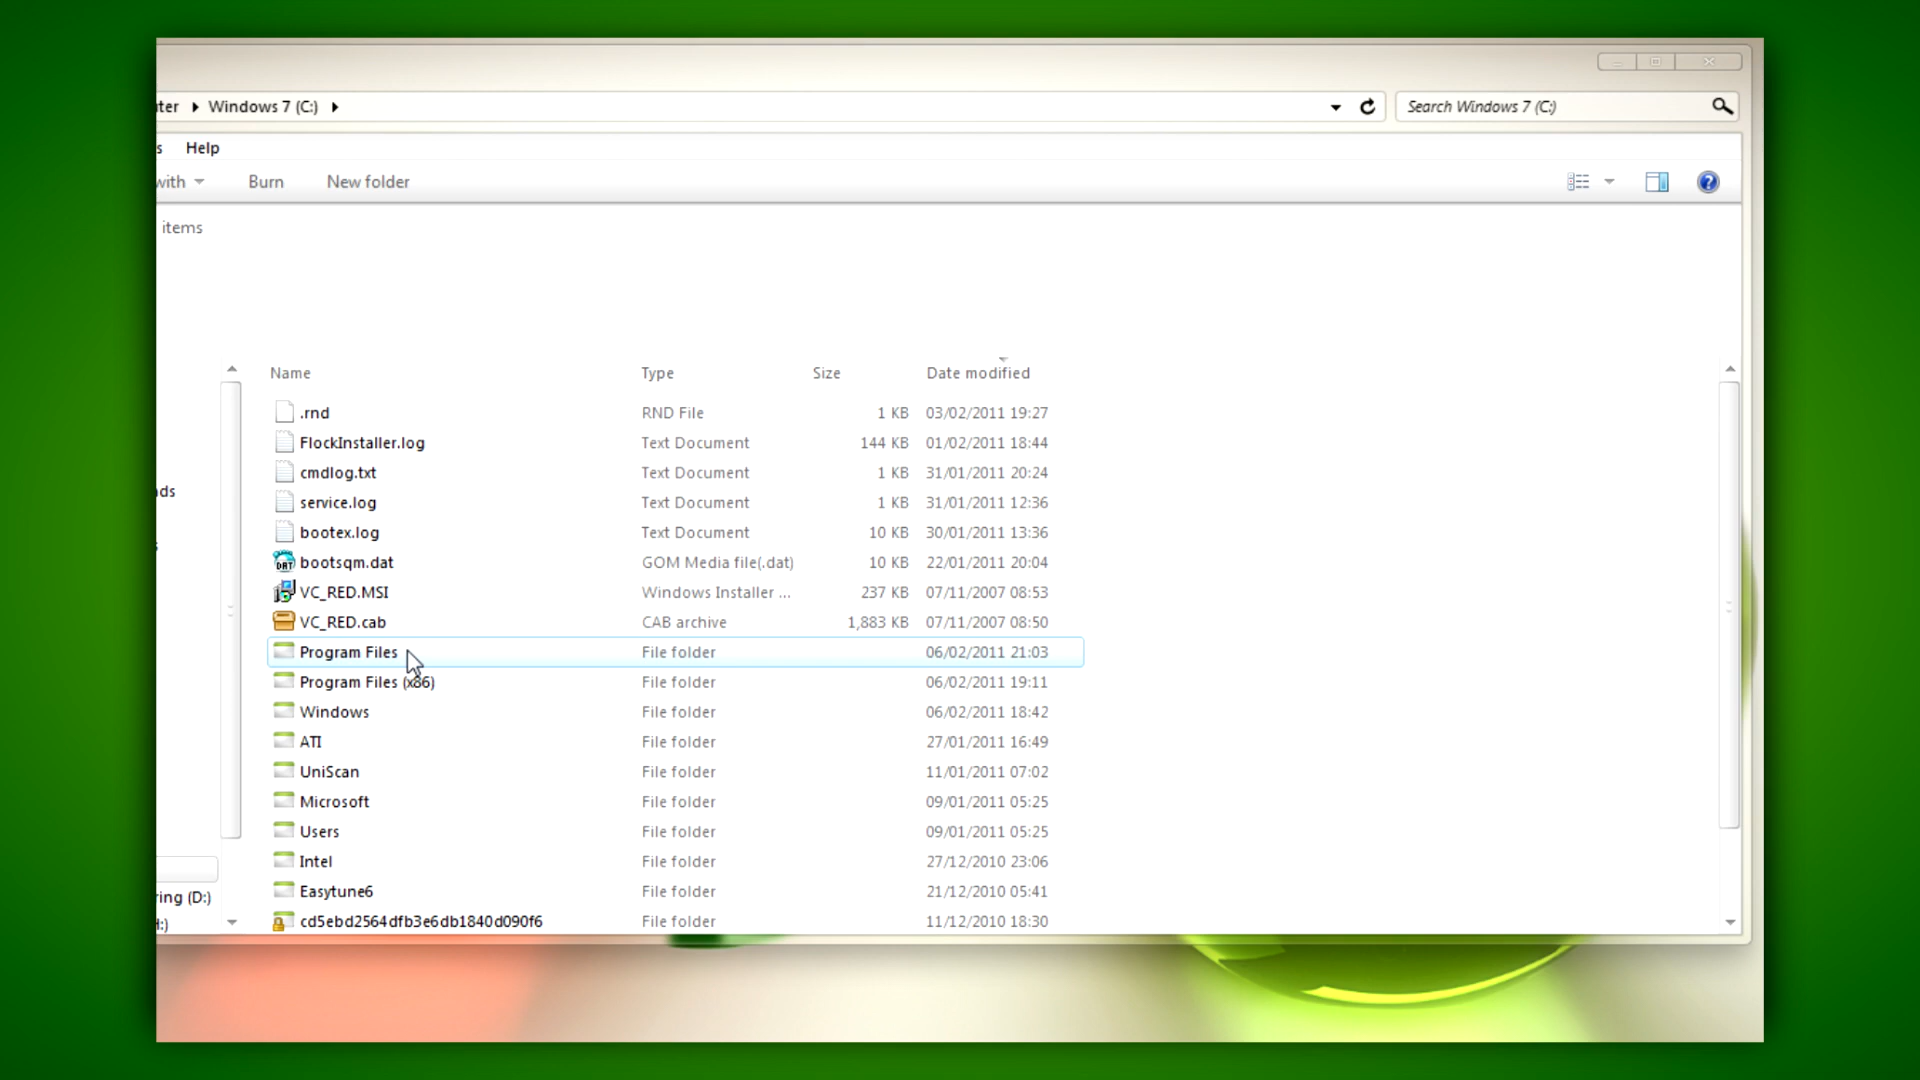 ter ▸ Windows 7 (C:) ▸
Search Windows 7 (C:)
s Help
with Burn New folder
items
Name Type Size Date modified
.rnd RND File 1 KB 03/02/2011 19:27
FlockInstaller.log Text Document 144 KB 01/02/2011 18:44
cmdlog.txt Text Document 1 KB 31/01/2011 20:24
service.log Text Document 1 KB 31/01/2011 12:36
bootex.log Text Document 10 KB 30/01/2011 13:36
bootsqm.dat GOM Media file(.dat) 10 KB 22/01/2011 20:04
VC_RED.MSI Windows Installer ... 237 KB 07/11/2007 08:53
VC_RED.cab CAB archive 1,883 KB 07/11/2007 08:50
Program Files File folder 06/02/2011 21:03
Program Files (x86) File folder 06/02/2011 19:11
Windows File folder 06/02/2011 18:42
ATI File folder 27/01/2011 16:49
UniScan File folder 11/01/2011 07:02
Microsoft File folder 09/01/2011 05:25
Users File folder 09/01/2011 05:25
Intel File folder 27/12/2010 23:06
Easytune6 File folder 21/12/2010 05:41
cd5ebd2564dfb3e6db1840d090f6 File folder 11/12/2010 18:30
ds
s
ring (D:)
H:)